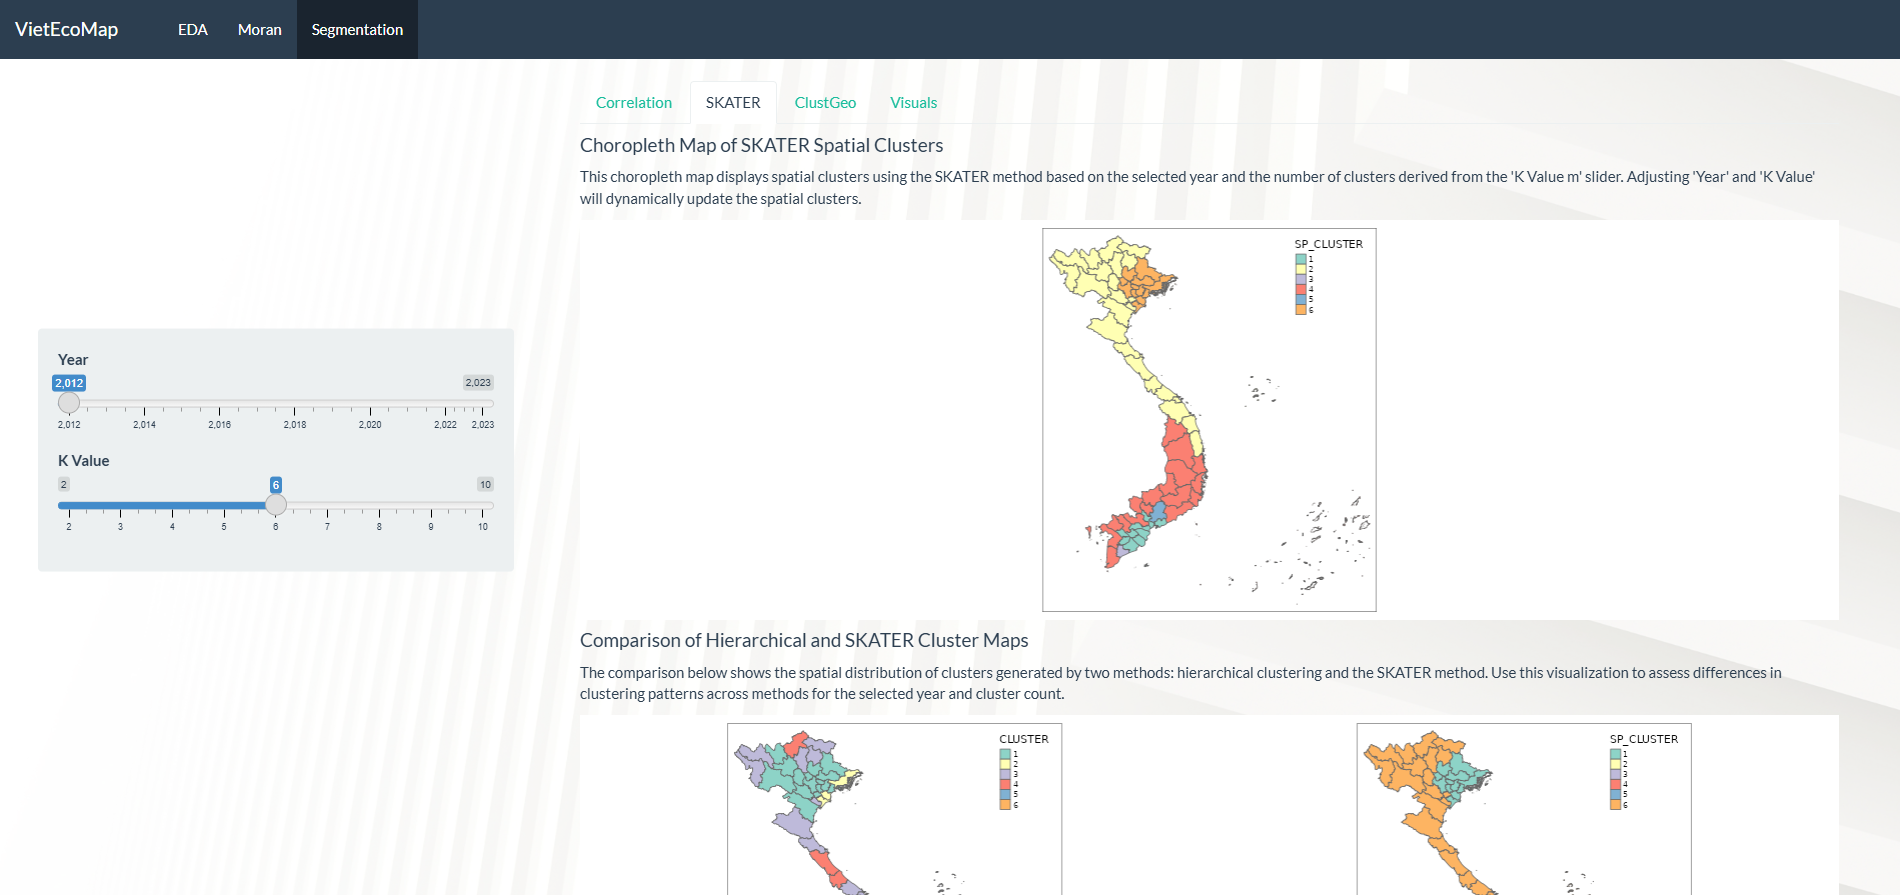 VietEcoMap EDA Moran Segmentation
Correlation SKATER ClustGeo Visuals
Choropleth Map of SKATER Spatial Clusters
This choropleth map displays spatial clusters using the SKATER method based on the selected year and the number of clusters derived from the 'K Value m' slider. Adjusting 'Year' and 'K Value'
will dynamically update the spatial clusters.
Year
2,012 2,023
2,012 2,014 2,016 2,018 2,020 2,022 2,023
K Value
2 6 10
2 3 4 5 6 7 8 9 10
SP_CLUSTER
1
2
3
4
5
6
Comparison of Hierarchical and SKATER Cluster Maps
The comparison below shows the spatial distribution of clusters generated by two methods: hierarchical clustering and the SKATER method. Use this visualization to assess differences in
clustering patterns across methods for the selected year and cluster count.
CLUSTER
1
2
3
4
5
6
SP_CLUSTER
1
2
3
4
5
6